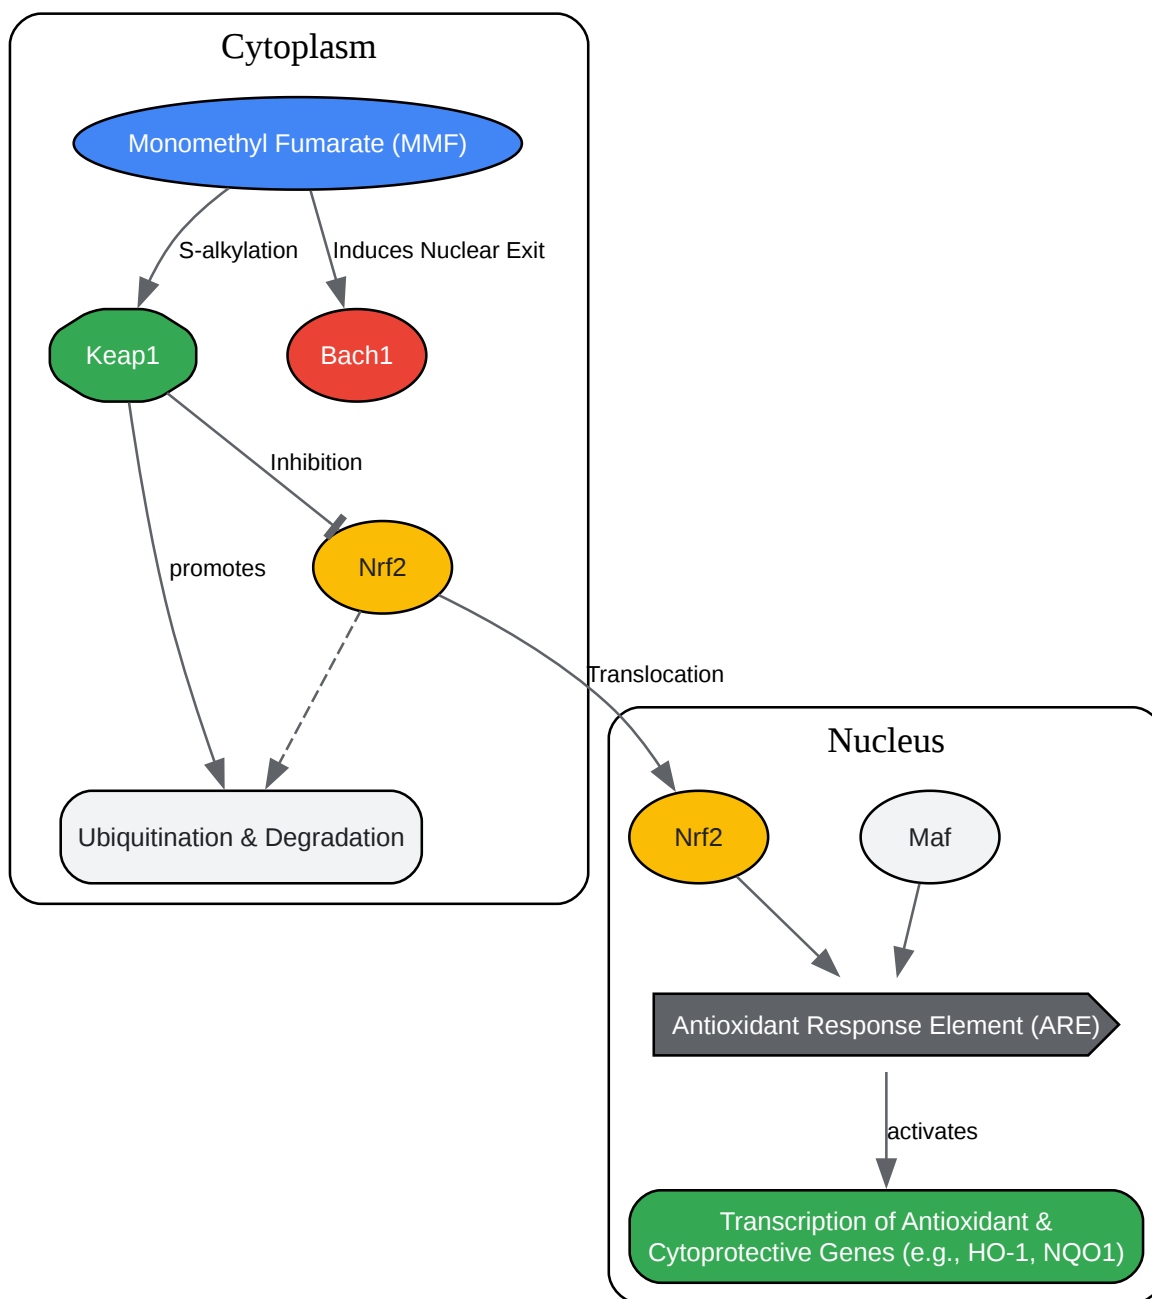 Cytoplasm
Monomethyl Fumarate (MMF)
S-alkylation
Induces Nuclear Exit
Keap1
Bach1
Inhibition
promotes
Nrf2
Translocation
Ubiquitination & Degradation
Nucleus
Nrf2
Maf
Antioxidant Response Element (ARE)
activates
Transcription of Antioxidant &
Cytoprotective Genes (e.g., HO-1, NQO1)